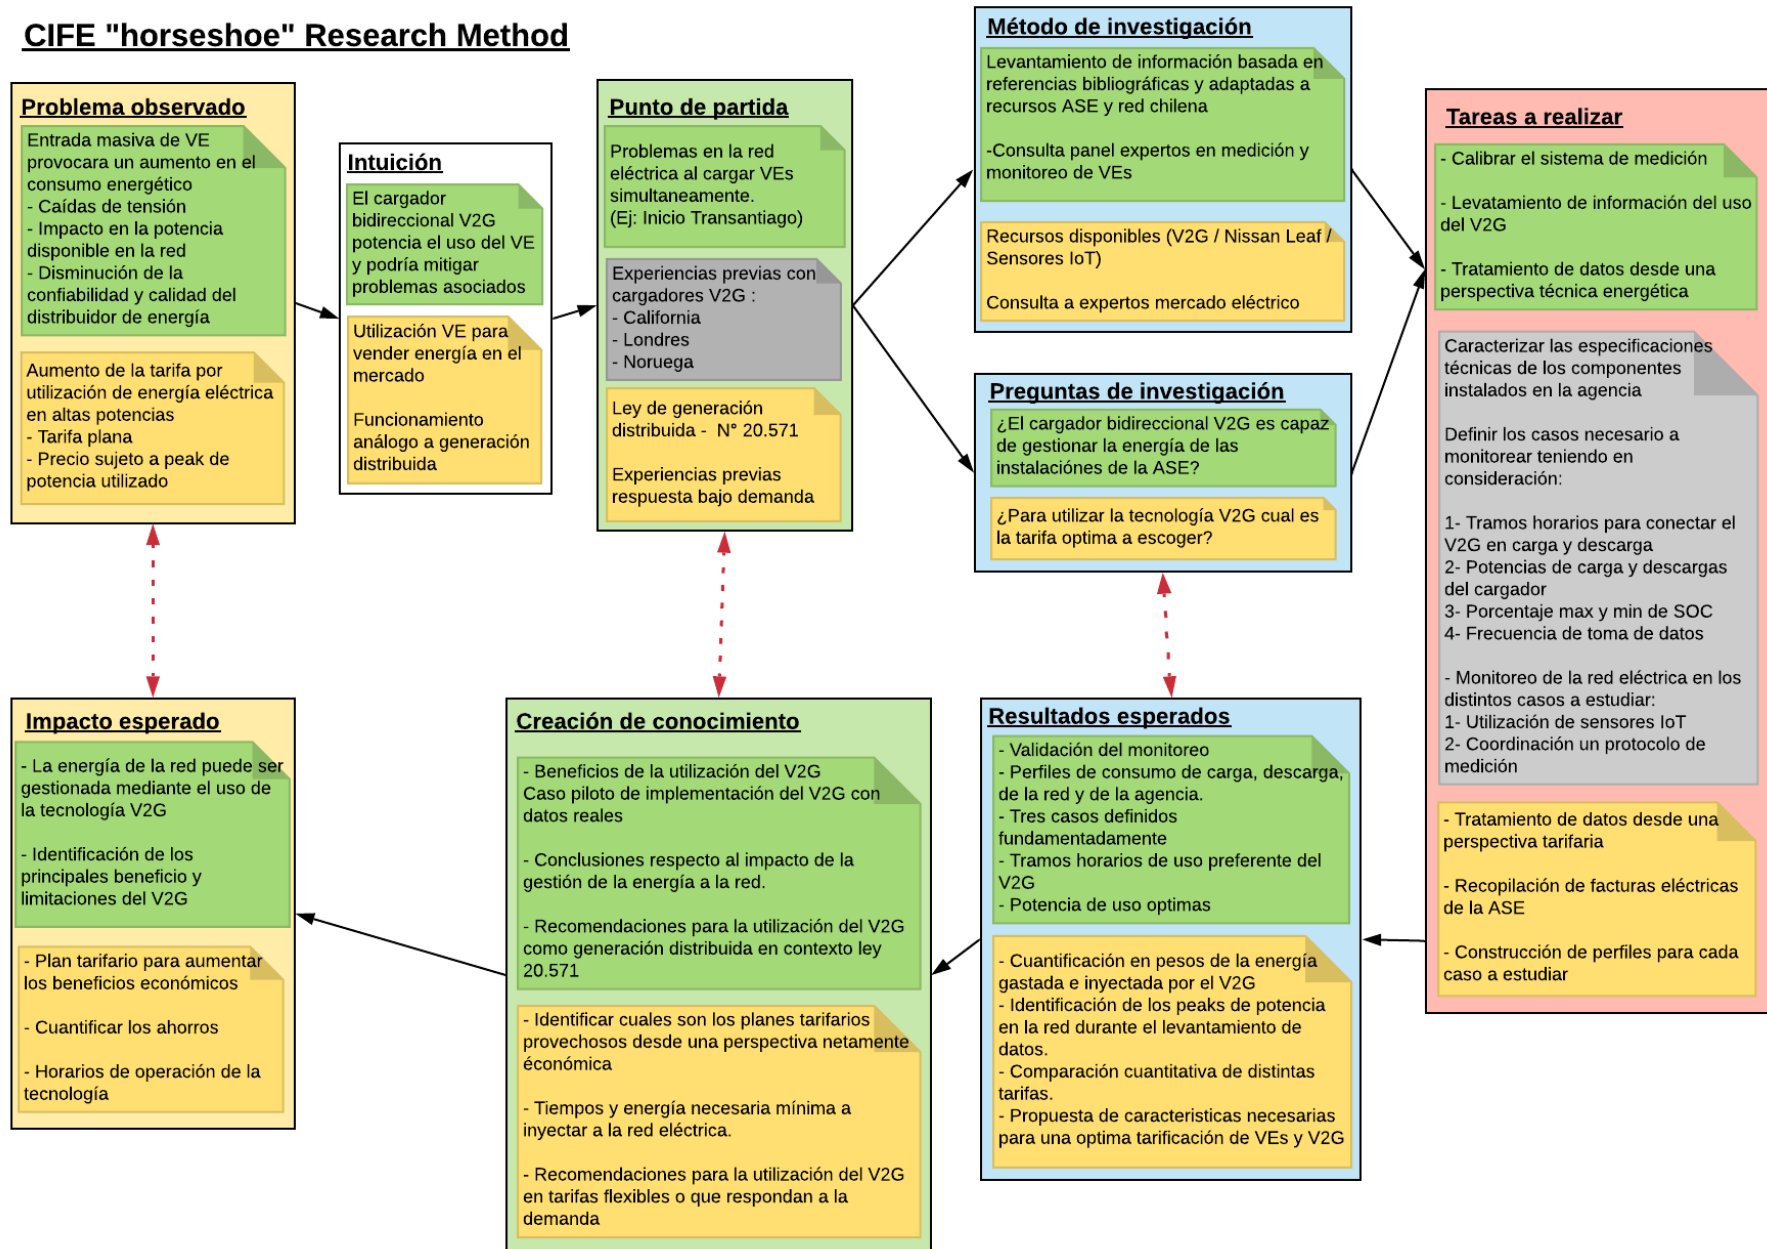 CIFE "horseshoe" Research Method
Problema observado
Entrada masiva de VE
provocara un aumento en el
consumo energético
- Caídas de tensión
- Impacto en la potencia
disponible en la red
- Disminución de la
confiabilidad y calidad del
distribuidor de energía
Aumento de la tarifa por
utilización de energía eléctrica
en altas potencias
- Tarifa plana
- Precio sujeto a peak de
potencia utilizado
Intuición
El cargador
bidireccional V2G
potencia el uso del VE
y podría mitigar
problemas asociados
Utilización VE para
vender energía en el
mercado
Funcionamiento
análogo a generación
distribuida
Punto de partida
Problemas en la red
eléctrica al cargar VEs
simultaneamente.
(Ej: Inicio Transantiago)
Experiencias previas con
cargadores V2G :
- California
- Londres
- Noruega
Ley de generación
distribuida - N° 20.571
Experiencias previas
respuesta bajo demanda
Método de investigación
Levantamiento de información basada en
referencias bibliográficas y adaptadas a
recursos ASE y red chilena
-Consulta panel expertos en medición y
monitoreo de VEs
Recursos disponibles (V2G / Nissan Leaf /
Sensores IoT)
Consulta a expertos mercado eléctrico
Preguntas de investigación
¿El cargador bidireccional V2G es capaz
de gestionar la energía de las
instalaciónes de la ASE?
¿Para utilizar la tecnología V2G cual es
la tarifa optima a escoger?
Tareas a realizar
- Calibrar el sistema de medición
- Levatamiento de información del uso
del V2G
- Tratamiento de datos desde una
perspectiva técnica energética
Caracterizar las especificaciones
técnicas de los componentes
instalados en la agencia
Definir los casos necesario a
monitorear teniendo en
consideración:
1- Tramos horarios para conectar el
V2G en carga y descarga
2- Potencias de carga y descargas
del cargador
3- Porcentaje max y min de SOC
4- Frecuencia de toma de datos
- Monitoreo de la red eléctrica en los
distintos casos a estudiar:
1- Utilización de sensores IoT
2- Coordinación un protocolo de
medición
- Tratamiento de datos desde una
perspectiva tarifaria
- Recopilación de facturas eléctricas
de la ASE
- Construcción de perfiles para cada
caso a estudiar
Impacto esperado
- La energía de la red puede ser
gestionada mediante el uso de
la tecnología V2G
- Identificación de los
principales beneficio y
limitaciones del V2G
- Plan tarifario para aumentar
los beneficios económicos
- Cuantificar los ahorros
- Horarios de operación de la
tecnología
Creación de conocimiento
- Beneficios de la utilización del V2G
Caso piloto de implementación del V2G con
datos reales
- Conclusiones respecto al impacto de la
gestión de la energía a la red.
- Recomendaciones para la utilización del V2G
como generación distribuida en contexto ley
20.571
- Identificar cuales son los planes tarifarios
provechosos desde una perspectiva netamente
éconómica
- Tiempos y energía necesaria mínima a
inyectar a la red eléctrica.
- Recomendaciones para la utilización del V2G
en tarifas flexibles o que respondan a la
demanda
Resultados esperados
- Validación del monitoreo
- Perfiles de consumo de carga, descarga,
de la red y de la agencia.
- Tres casos definidos
fundamentadamente
- Tramos horarios de uso preferente del
V2G
- Potencia de uso optimas
- Cuantificación en pesos de la energía
gastada e inyectada por el V2G
- Identificación de los peaks de potencia
en la red durante el levantamiento de
datos.
- Comparación cuantitativa de distintas
tarifas.
- Propuesta de caracteristicas necesarias
para una optima tarificación de VEs y V2G